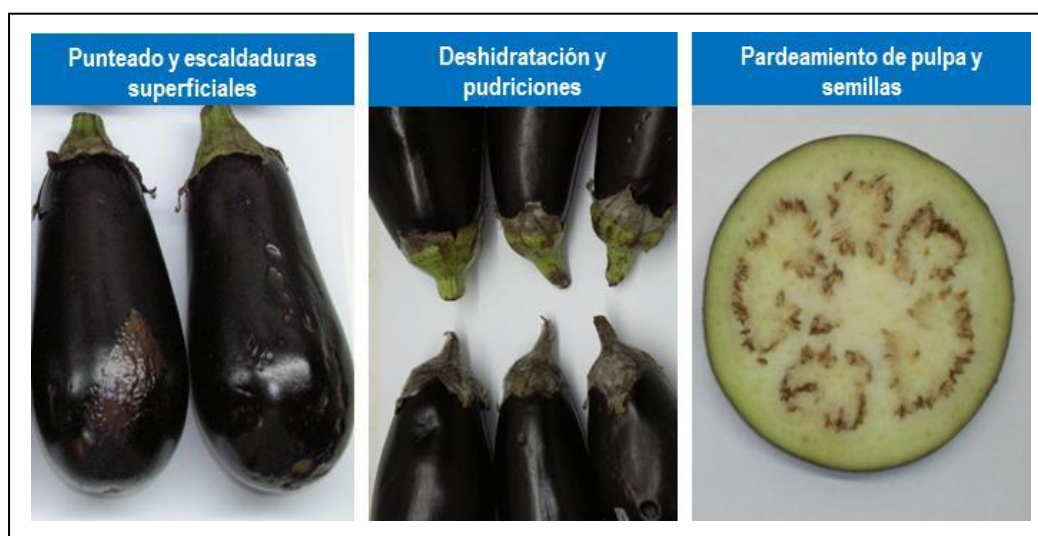 Punteado y escaldaduras
superficiales
Deshidratación y
pudriciones
Pardeamiento de pulpa y
semillas